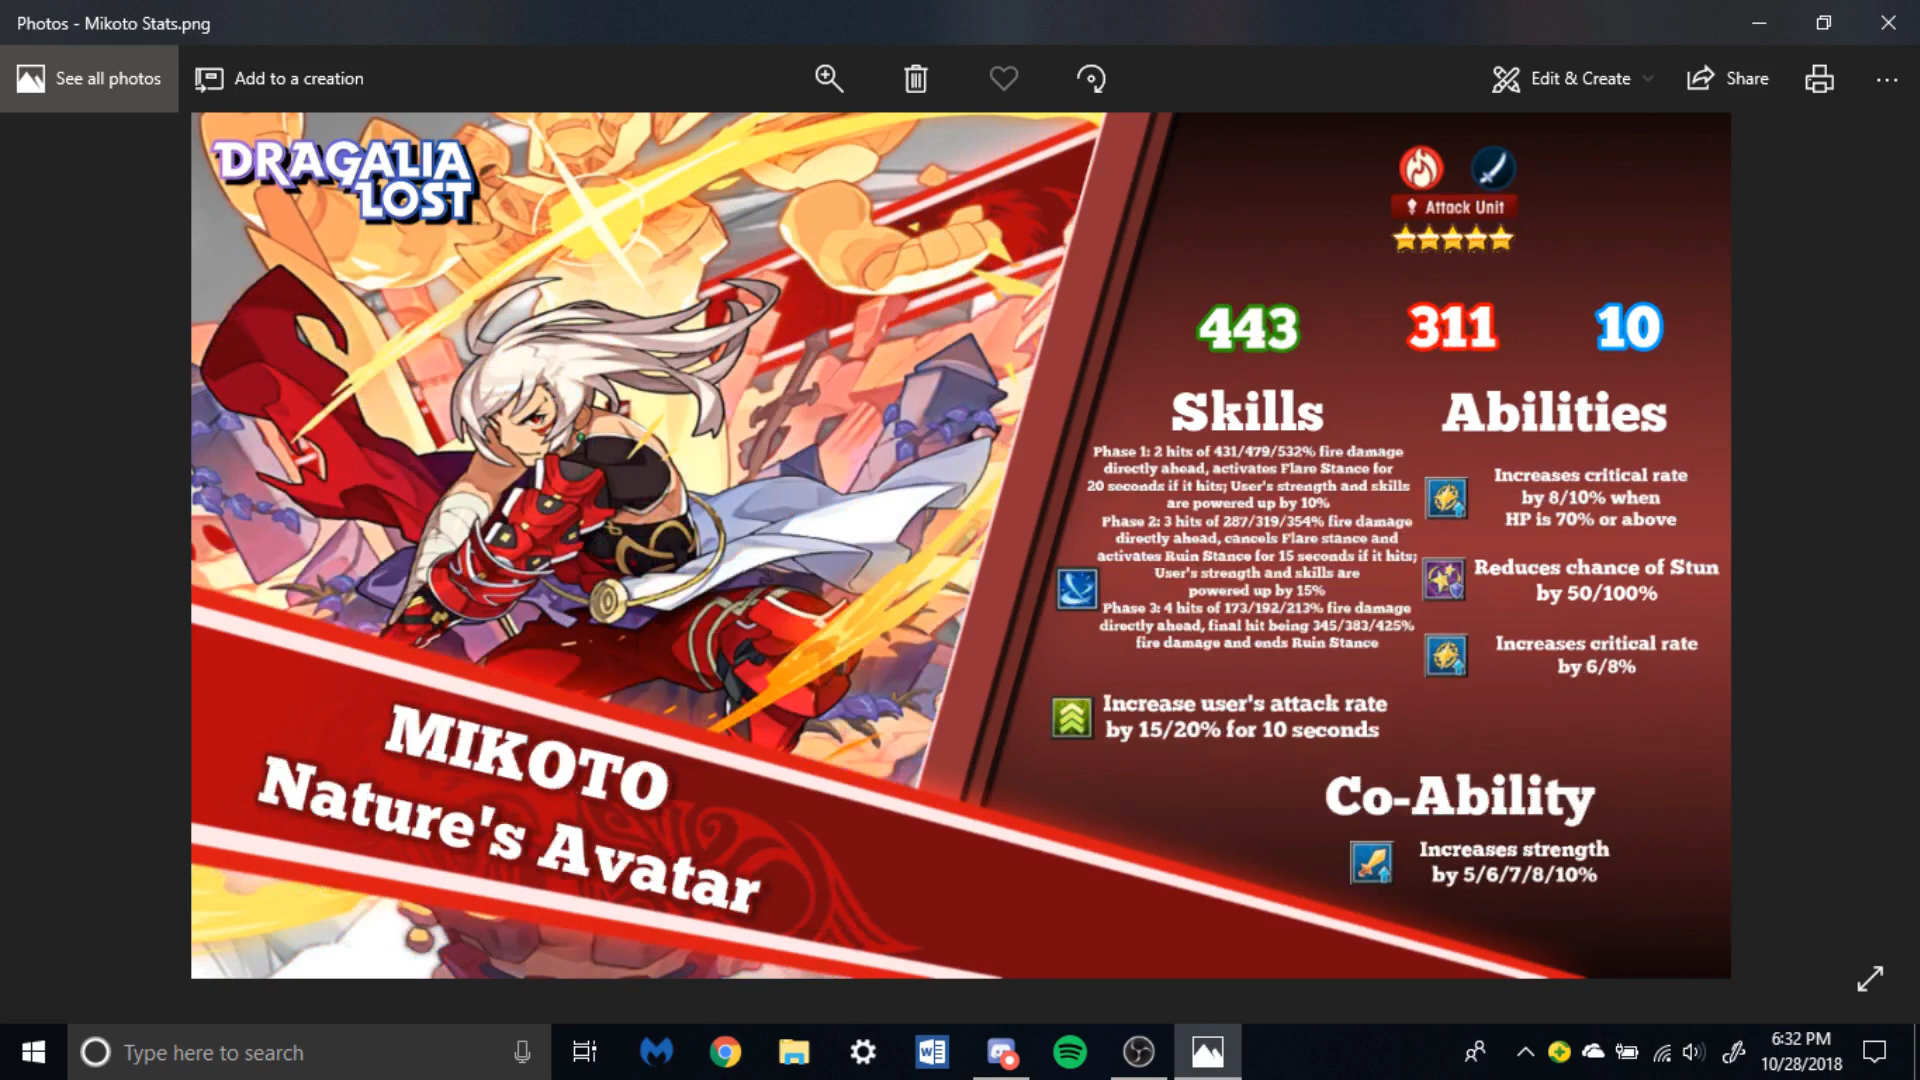 Photos - Mikoto Stats.png
See all photos
Add to a creation
Edit & Create
Share
DRAGALIA
LOST
Attack Unit
443
311
10
Skills
Phase 1: 2 hits of 431/479/532% fire damage
directly ahead, activates Flare Stance for
20 seconds if it hits; User's strength and skills
are powered up by 10%
Phase 2: 3 hits of 287/319/354% fire damage
directly ahead, cancels Flare stance and
activates Ruin Stance for 15 seconds if it hits;
User's strength and skills are
powered up by 15%
Phase 3: 4 hits of 173/192/213% fire damage
directly ahead, final hit being 345/383/425%
fire damage and ends Ruin Stance
Increase user's attack rate
by 15/20% for 10 seconds
Abilities
Increases critical rate
by 8/10% when
HP is 70% or above
Reduces chance of Stun
by 50/100%
Increases critical rate
by 6/8%
Co-Ability
Increases strength
by 5/6/7/8/10%
MIKOTO
Nature's Avatar
Type here to search
6:32 PM
10/28/2018